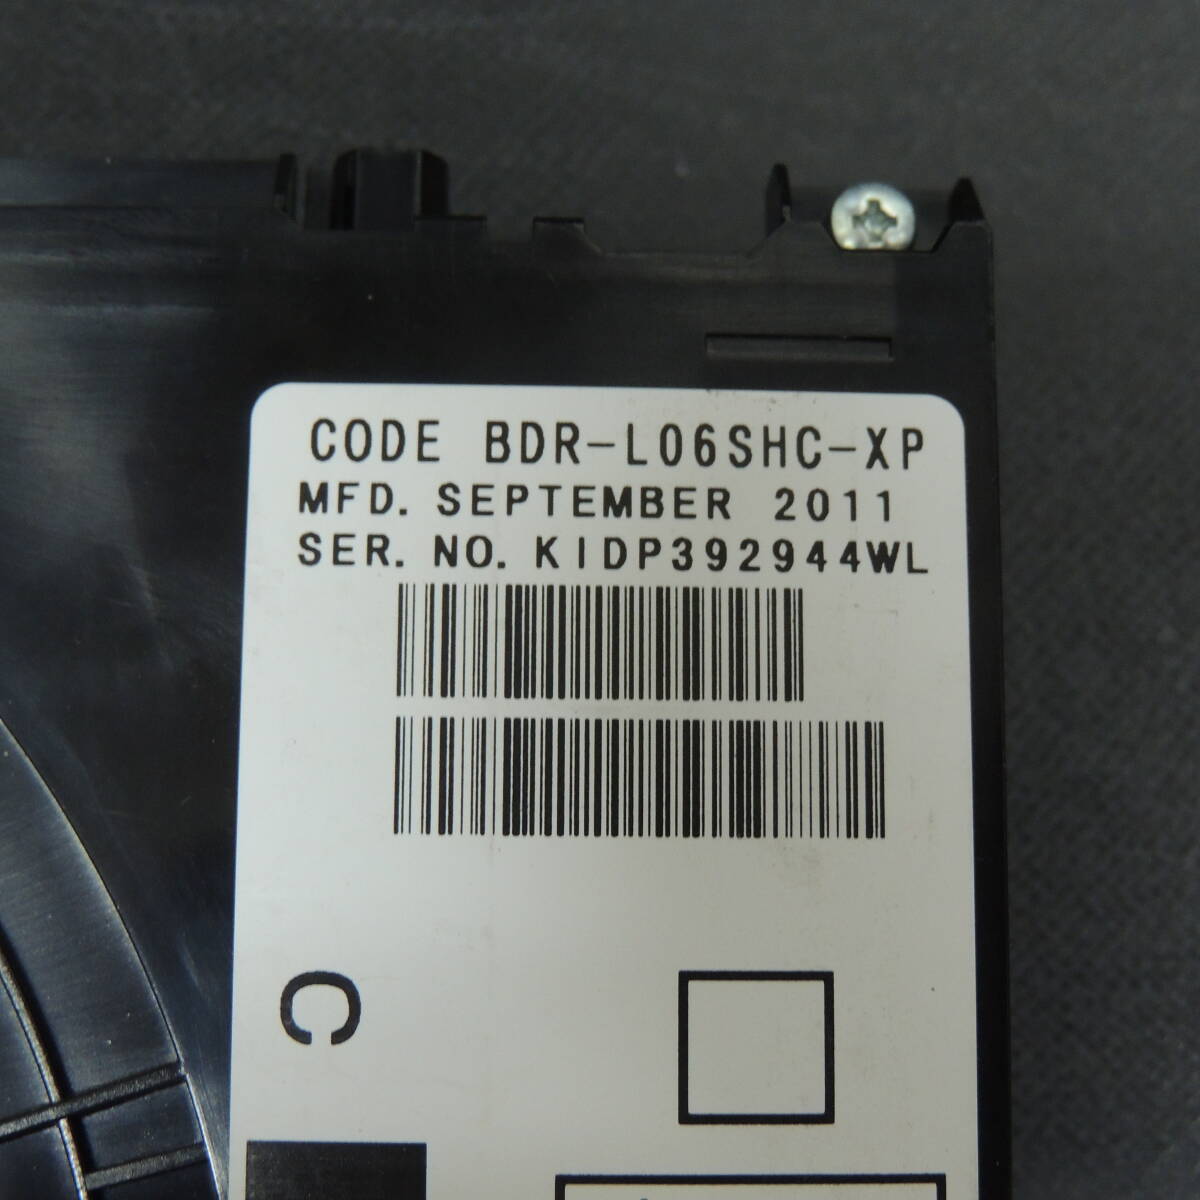 CODE BDR-L06SHC-XP
MFD. SEPTEMBER 2011
SER. NO. KIDP392944WL
C